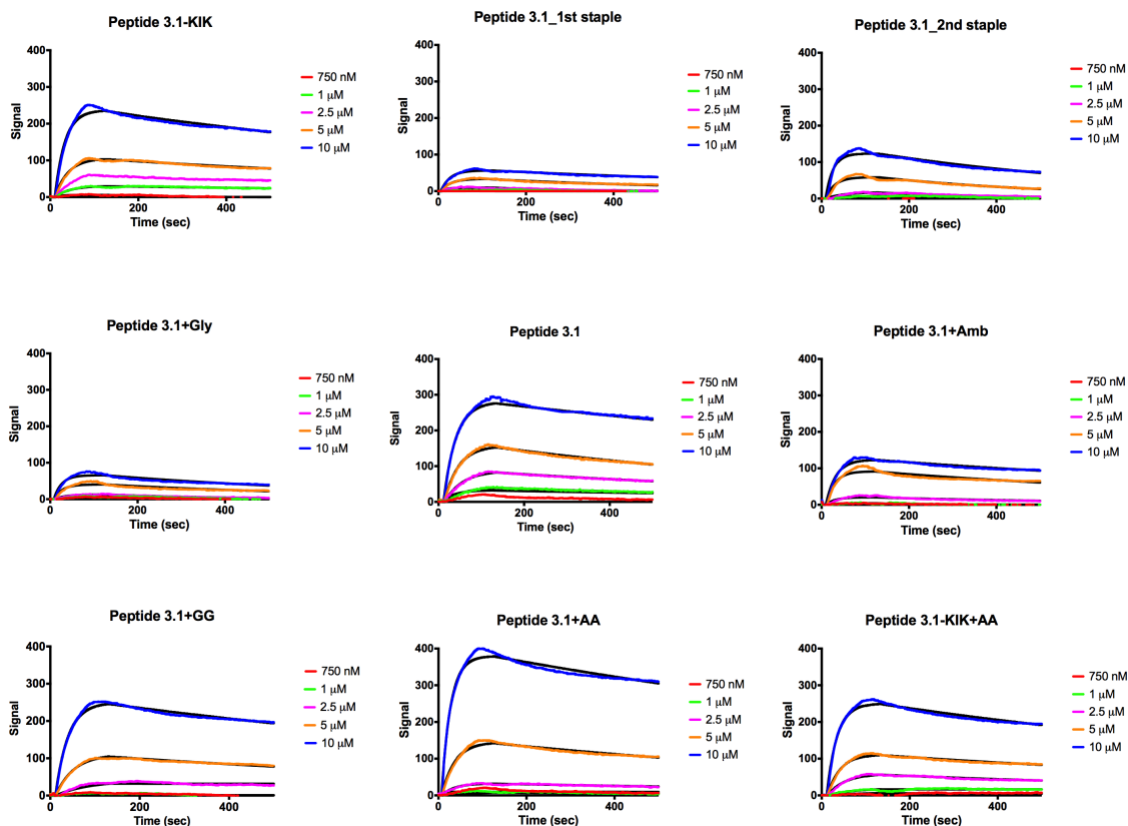 Peptide 3.1-KIK
400
300
200
100
0
0
200
400
Signal
Time (sec)
750 nM
1 µM
2.5 µM
5 µM
10 µM
Peptide 3.1_1st staple
400
300
200
100
0
0
200
400
Signal
Time (sec)
750 nM
1 µM
2.5 µM
5 µM
10 µM
Peptide 3.1_2nd staple
400
300
200
100
0
0
200
400
Signal
Time (sec)
750 nM
1 µM
2.5 µM
5 µM
10 µM
Peptide 3.1+Gly
400
300
200
100
0
0
200
400
Signal
Time (sec)
750 nM
1 µM
2.5 µM
5 µM
10 µM
Peptide 3.1
400
300
200
100
0
0
200
400
Signal
Time (sec)
750 nM
1 µM
2.5 µM
5 µM
10 µM
Peptide 3.1+Amb
400
300
200
100
0
0
200
400
Signal
Time (sec)
750 nM
1 µM
2.5 µM
5 µM
10 µM
Peptide 3.1+GG
400
300
200
100
0
0
200
400
Signal
Time (sec)
750 nM
1 µM
2.5 µM
5 µM
10 µM
Peptide 3.1+AA
400
300
200
100
0
0
200
400
Signal
Time (sec)
750 nM
1 µM
2.5 µM
5 µM
10 µM
Peptide 3.1-KIK+AA
400
300
200
100
0
0
200
400
Signal
Time (sec)
750 nM
1 µM
2.5 µM
5 µM
10 µM